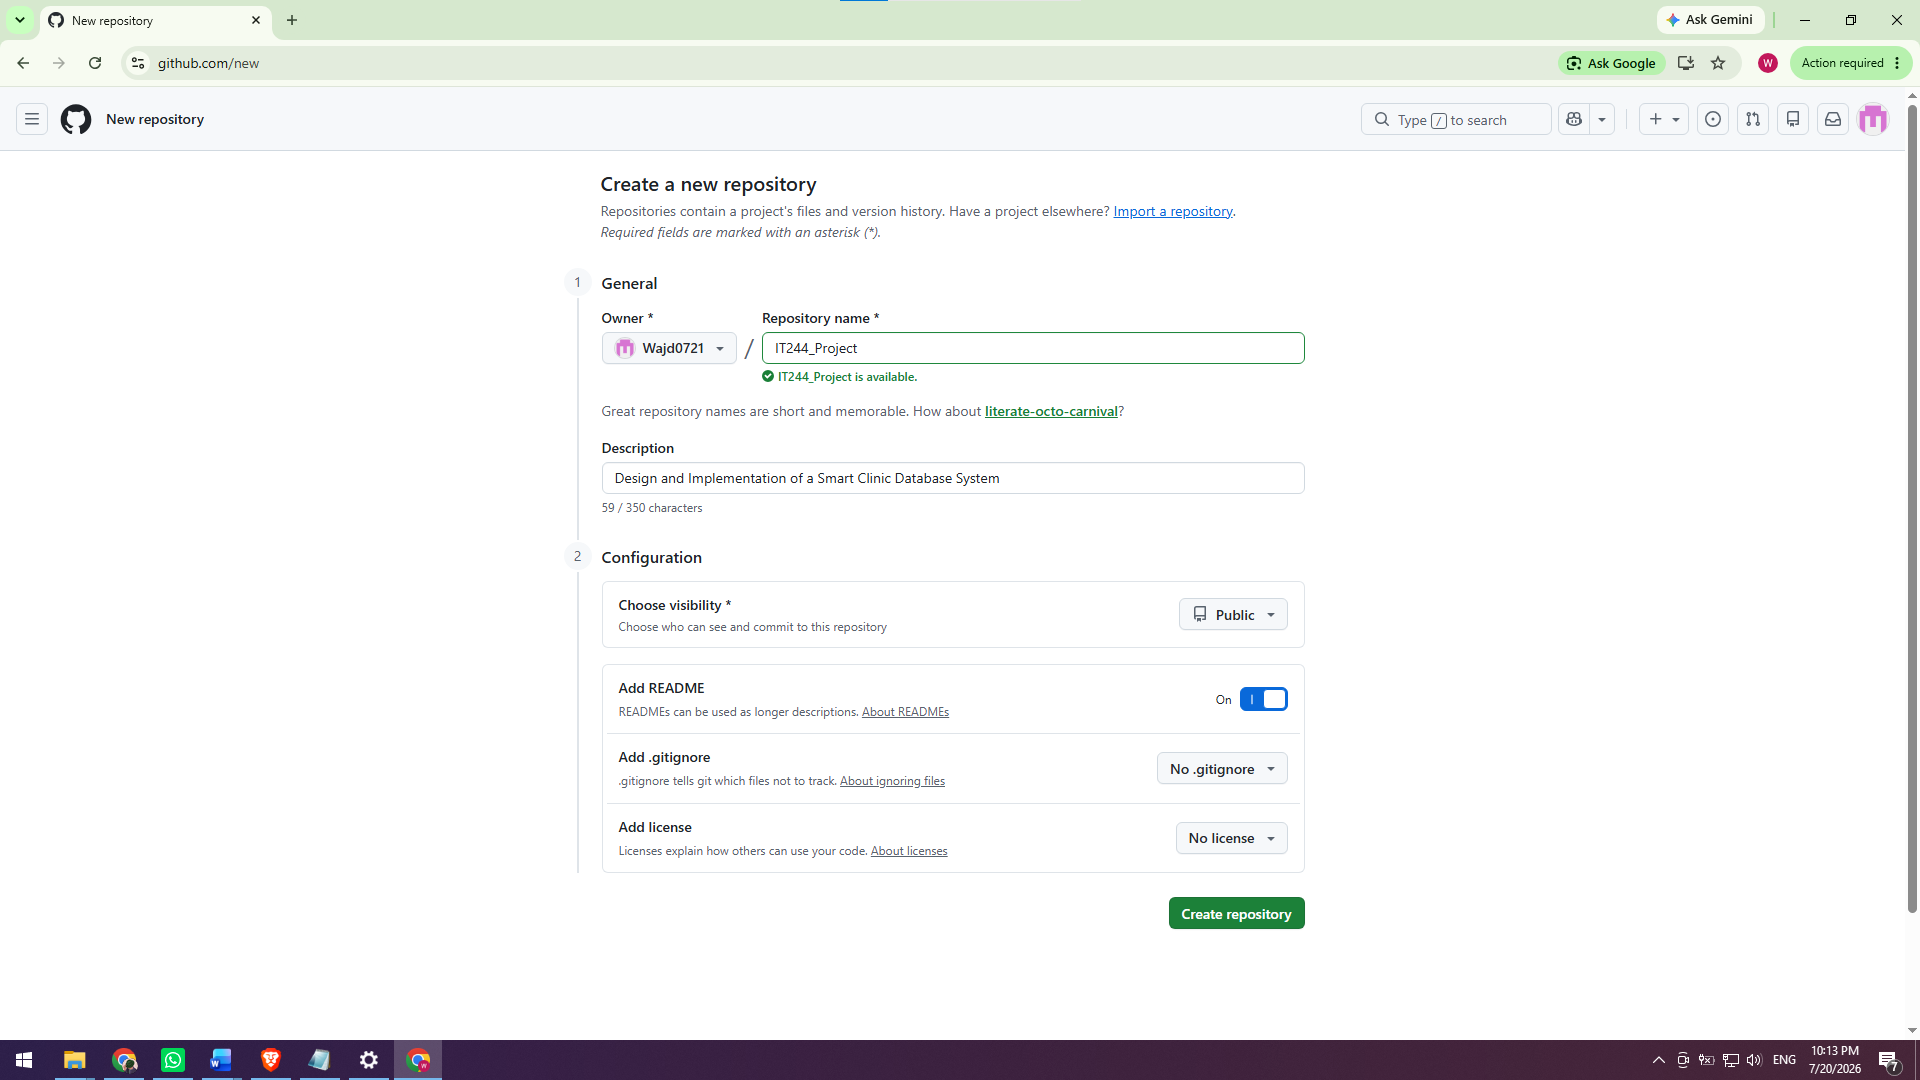 New repository
Ask Gemini
github.com/new
Ask Google
W
Action required
New repository
Type / to search
Create a new repository
Repositories contain a project's files and version history. Have a project elsewhere? Import a repository.
Required fields are marked with an asterisk (*).
1
General
Owner *
Repository name *
Wajd0721
/
IT244_Project
IT244_Project is available.
Great repository names are short and memorable. How about literate-octo-carnival?
Description
Design and Implementation of a Smart Clinic Database System
59 / 350 characters
2
Configuration
Choose visibility *
Choose who can see and commit to this repository
Public
Add README
READMEs can be used as longer descriptions. About READMEs
On
Add .gitignore
.gitignore tells git which files not to track. About ignoring files
No .gitignore
Add license
Licenses explain how others can use your code. About licenses
No license
Create repository
ENG
10:13 PM
7/20/2026
7